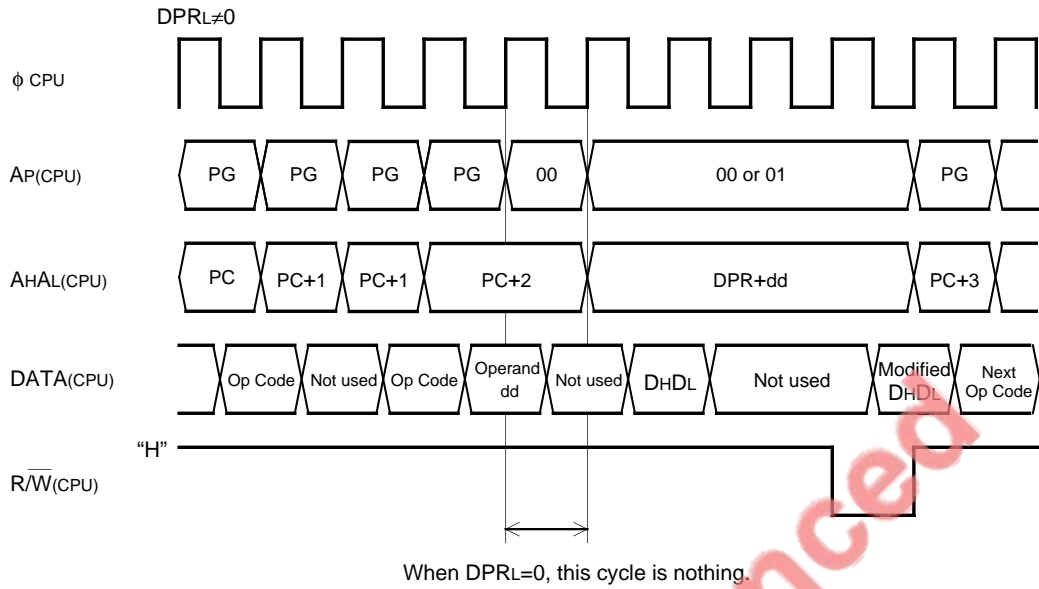 DPRL≠0
ϕ CPU
AP(CPU) PG PG PG PG 00 00 or 01 PG
AHAL(CPU) PC PC+1 PC+1 PC+2 DPR+dd PC+3
DATA(CPU) Op Code Not used Op Code Operand dd Not used DHDL Not used Modified DHDL Next Op Code
“H”
R/W̅(CPU)
When DPRL=0, this cycle is nothing.